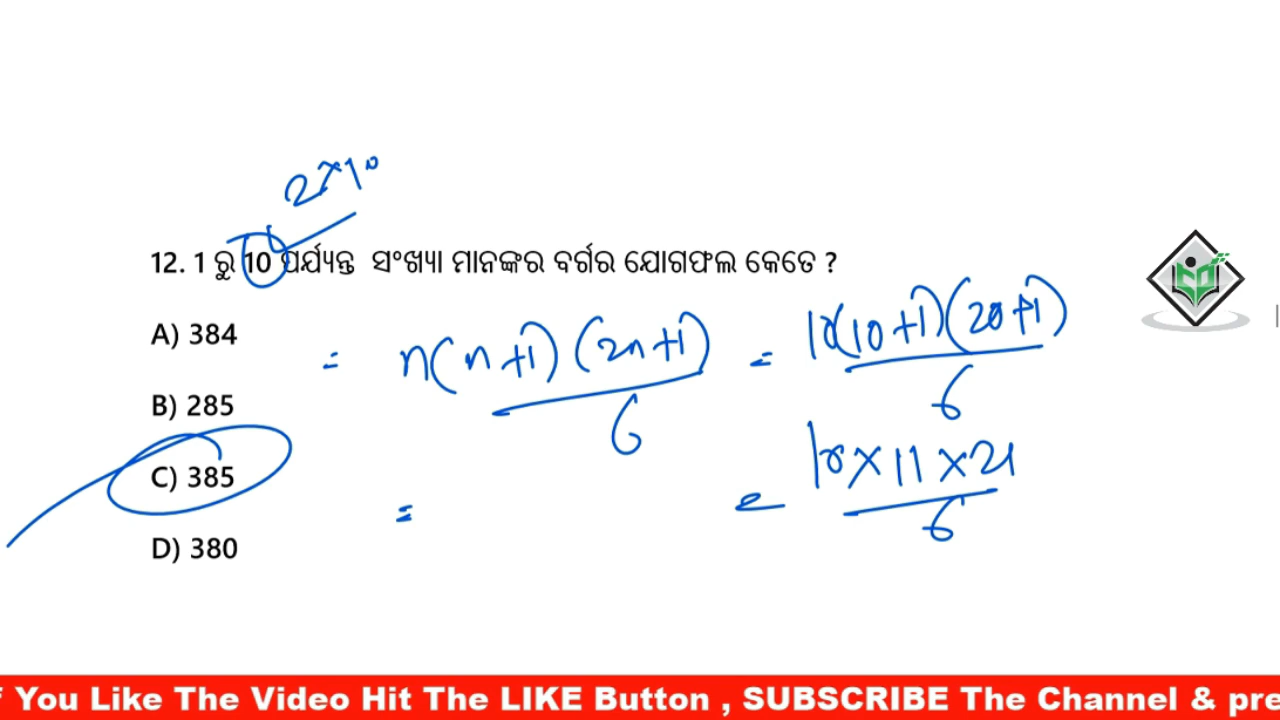 2×10
12. 1 ରୁ 10 ପର୍ଯ୍ୟନ୍ତ ସଂଖ୍ୟା ମାନଙ୍କର ବର୍ଗର ଯୋଗଫଳ କେତେ ?
A) 384
= n(n+1)(2n+1)/6 = 10(10+1)(20+1)/6
B) 285
C) 385
= = 10×11×21/6
D) 380
f You Like The Video Hit The LIKE Button , SUBSCRIBE The Channel & pre